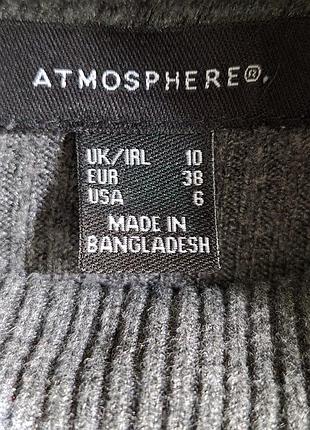 ATMOSPHERE®.
UK/IRL 10
EUR 38
USA 6
MADE IN
BANGLADESH